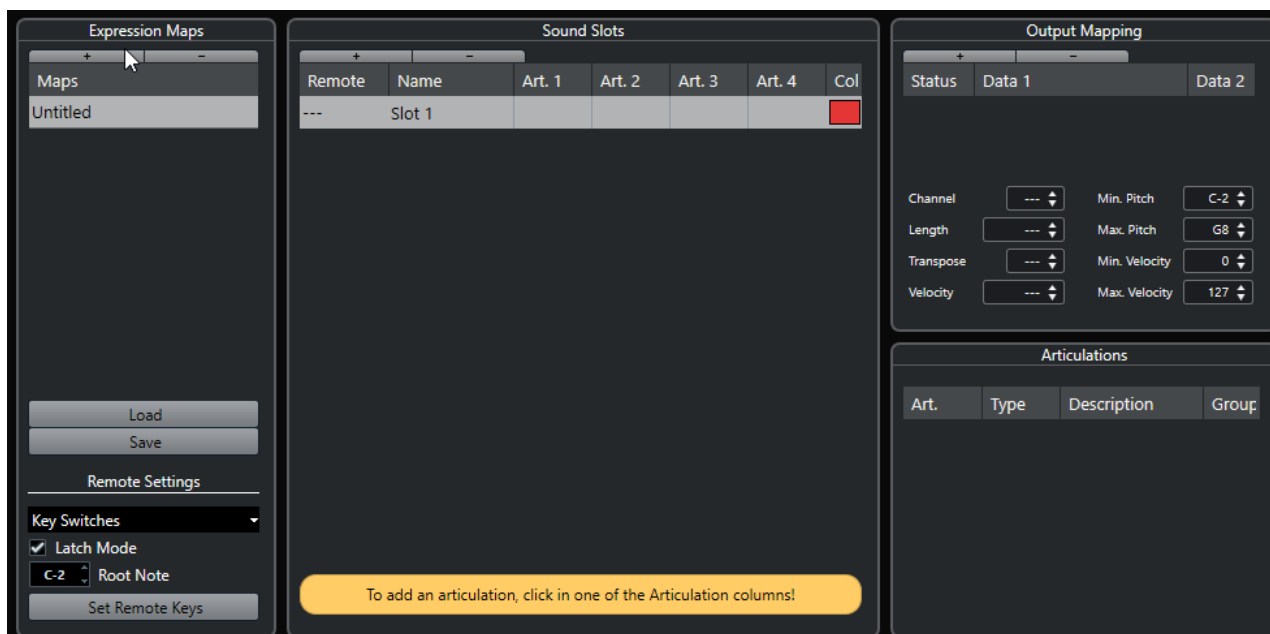 Expression Maps
+ -
Maps
Untitled
Load
Save
Remote Settings
Key Switches
Latch Mode
C-2 Root Note
Set Remote Keys
Sound Slots
+ -
Remote Name Art. 1 Art. 2 Art. 3 Art. 4 Col
--- Slot 1
To add an articulation, click in one of the Articulation columns!
Output Mapping
+ -
Status Data 1 Data 2
Channel --- Min. Pitch C-2
Length --- Max. Pitch G8
Transpose --- Min. Velocity 0
Velocity --- Max. Velocity 127
Articulations
Art. Type Description Group